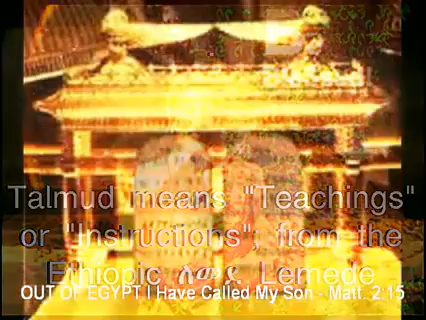 Talmud means "Teachings"
or "Instructions", from the
Ethiopic ለመደ Lemede
OUT OF EGYPT I Have Called My Son - Matt. 2:15